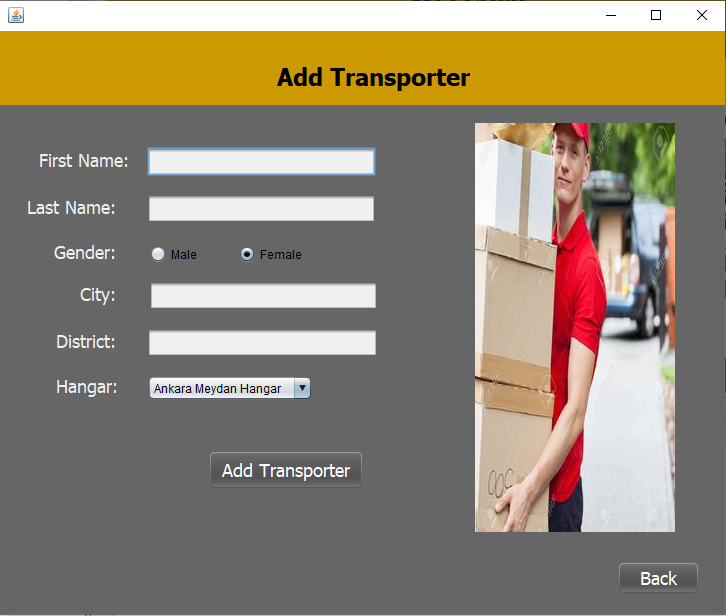 Add Transporter
First Name:
Last Name:
Gender: Male Female
City:
District:
Hangar: Ankara Meydan Hangar
Add Transporter
Back